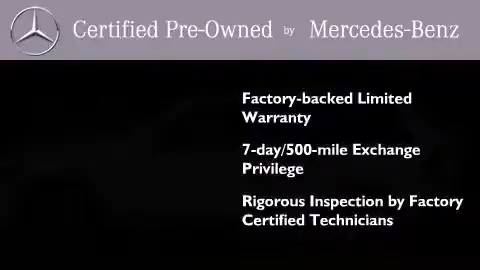 Certified Pre-Owned by Mercedes-Benz
Factory-backed Limited
Warranty
7-day/500-mile Exchange
Privilege
Rigorous Inspection by Factory
Certified Technicians